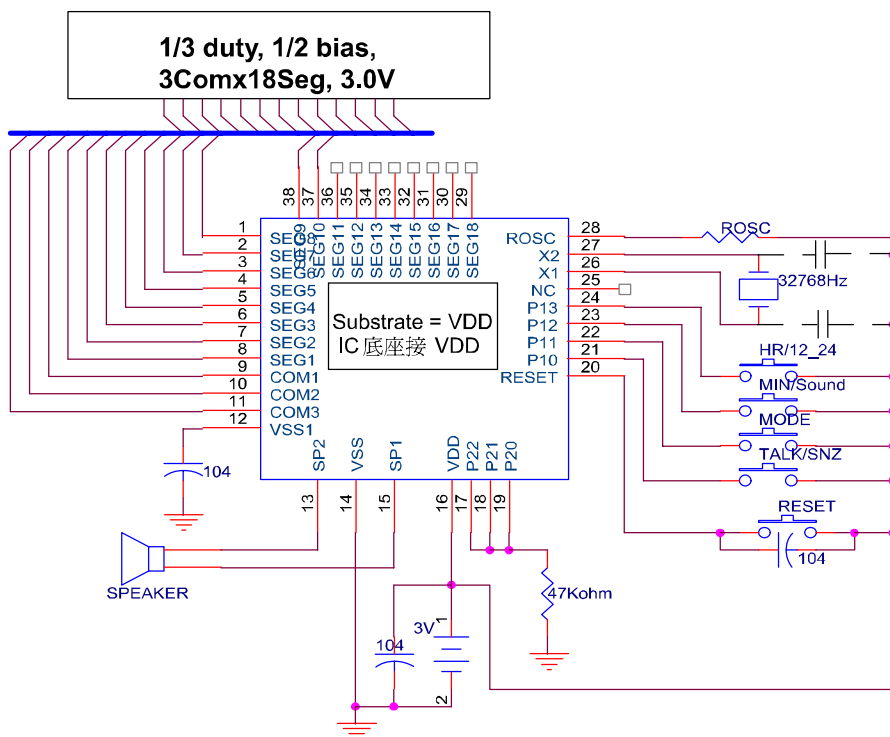 1/3 duty, 1/2 bias,
3Comx18Seg, 3.0V
38
37
36
35
34
33
32
31
30
29
SEG9
SEG10
SEG11
SEG12
SEG13
SEG14
SEG15
SEG16
SEG17
SEG18
1 SEG8
2 SEG7
3 SEG6
4 SEG5
5 SEG4
6 SEG3
7 SEG2
8 SEG1
9 COM1
10 COM2
11 COM3
12 VSS1
ROSC 28
X2 27
X1 26
NC 25
P13 24
P12 23
P11 22
P10 21
RESET 20
Substrate = VDD
IC 底座接 VDD
SP2
VSS
SP1
VDD
P22
P21
P20
13
14
15
16
17
18
19
ROSC
32768Hz
HR/12_24
MIN/Sound
MODE
TALK/SNZ
RESET
104
104
SPEAKER
47Kohm
3V
1
104
2